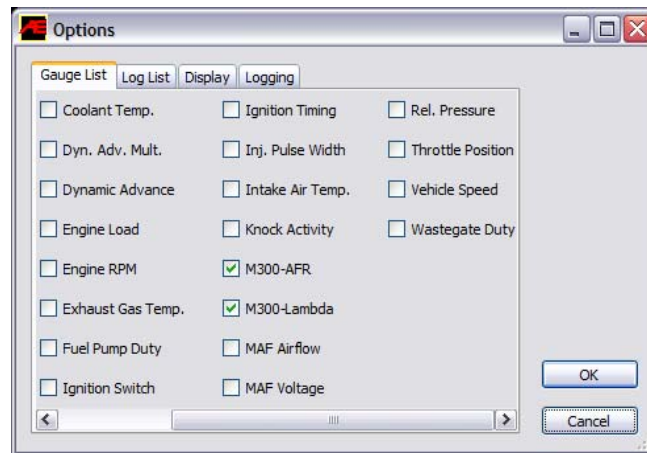 Options
Gauge List Log List Display Logging
Coolant Temp. Ignition Timing Rel. Pressure
Dyn. Adv. Mult. Inj. Pulse Width Throttle Position
Dynamic Advance Intake Air Temp. Vehicle Speed
Engine Load Knock Activity Wastegate Duty
Engine RPM M300-AFR
Exhaust Gas Temp. M300-Lambda
Fuel Pump Duty MAF Airflow
Ignition Switch MAF Voltage
OK
Cancel